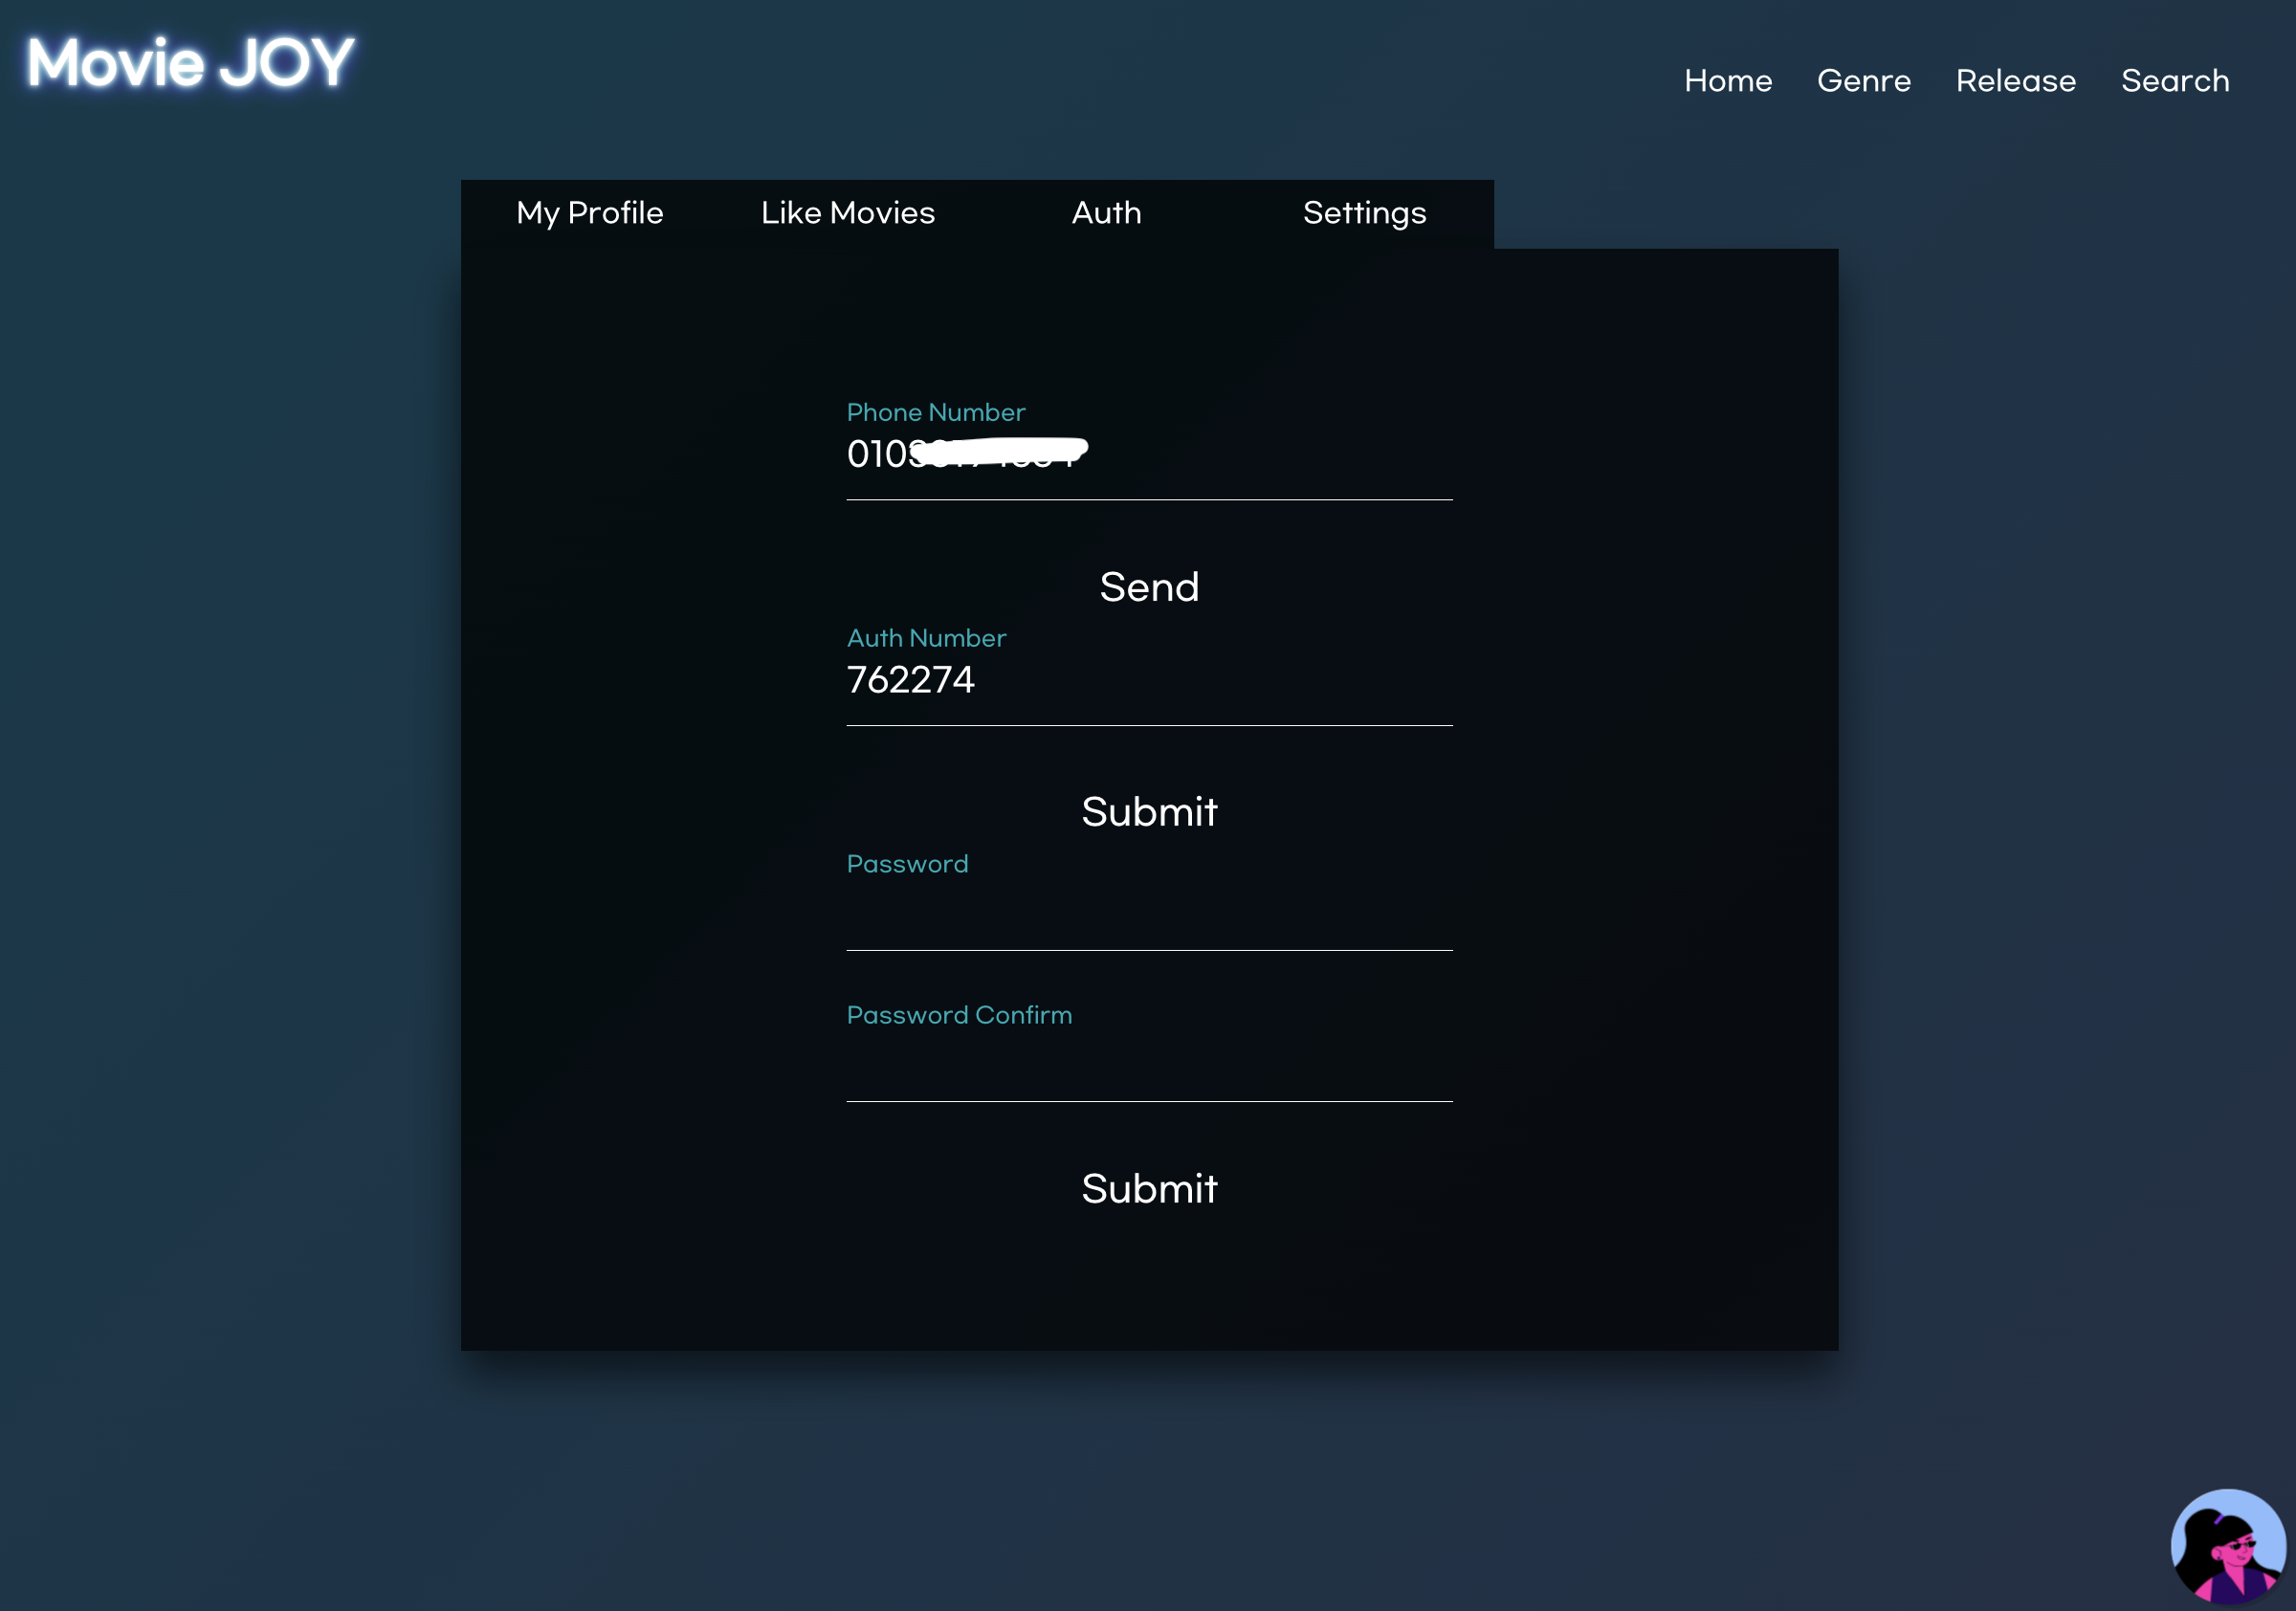 Movie JOY
Home Genre Release Search
My Profile Like Movies Auth Settings
Phone Number
010
Send
Auth Number
762274
Submit
Password
Password Confirm
Submit